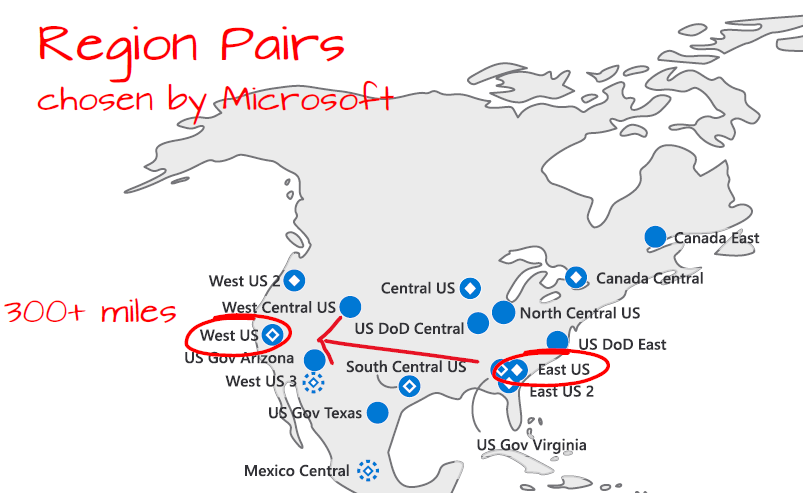 Region Pairs
chosen by Microsoft
Canada East
Canada Central
West US 2
Central US
West Central US
North Central US
300+ miles
US DoD Central
West US
US DoD East
US Gov Arizona
South Central US
East US
West US 3
East US 2
US Gov Texas
US Gov Virginia
Mexico Central